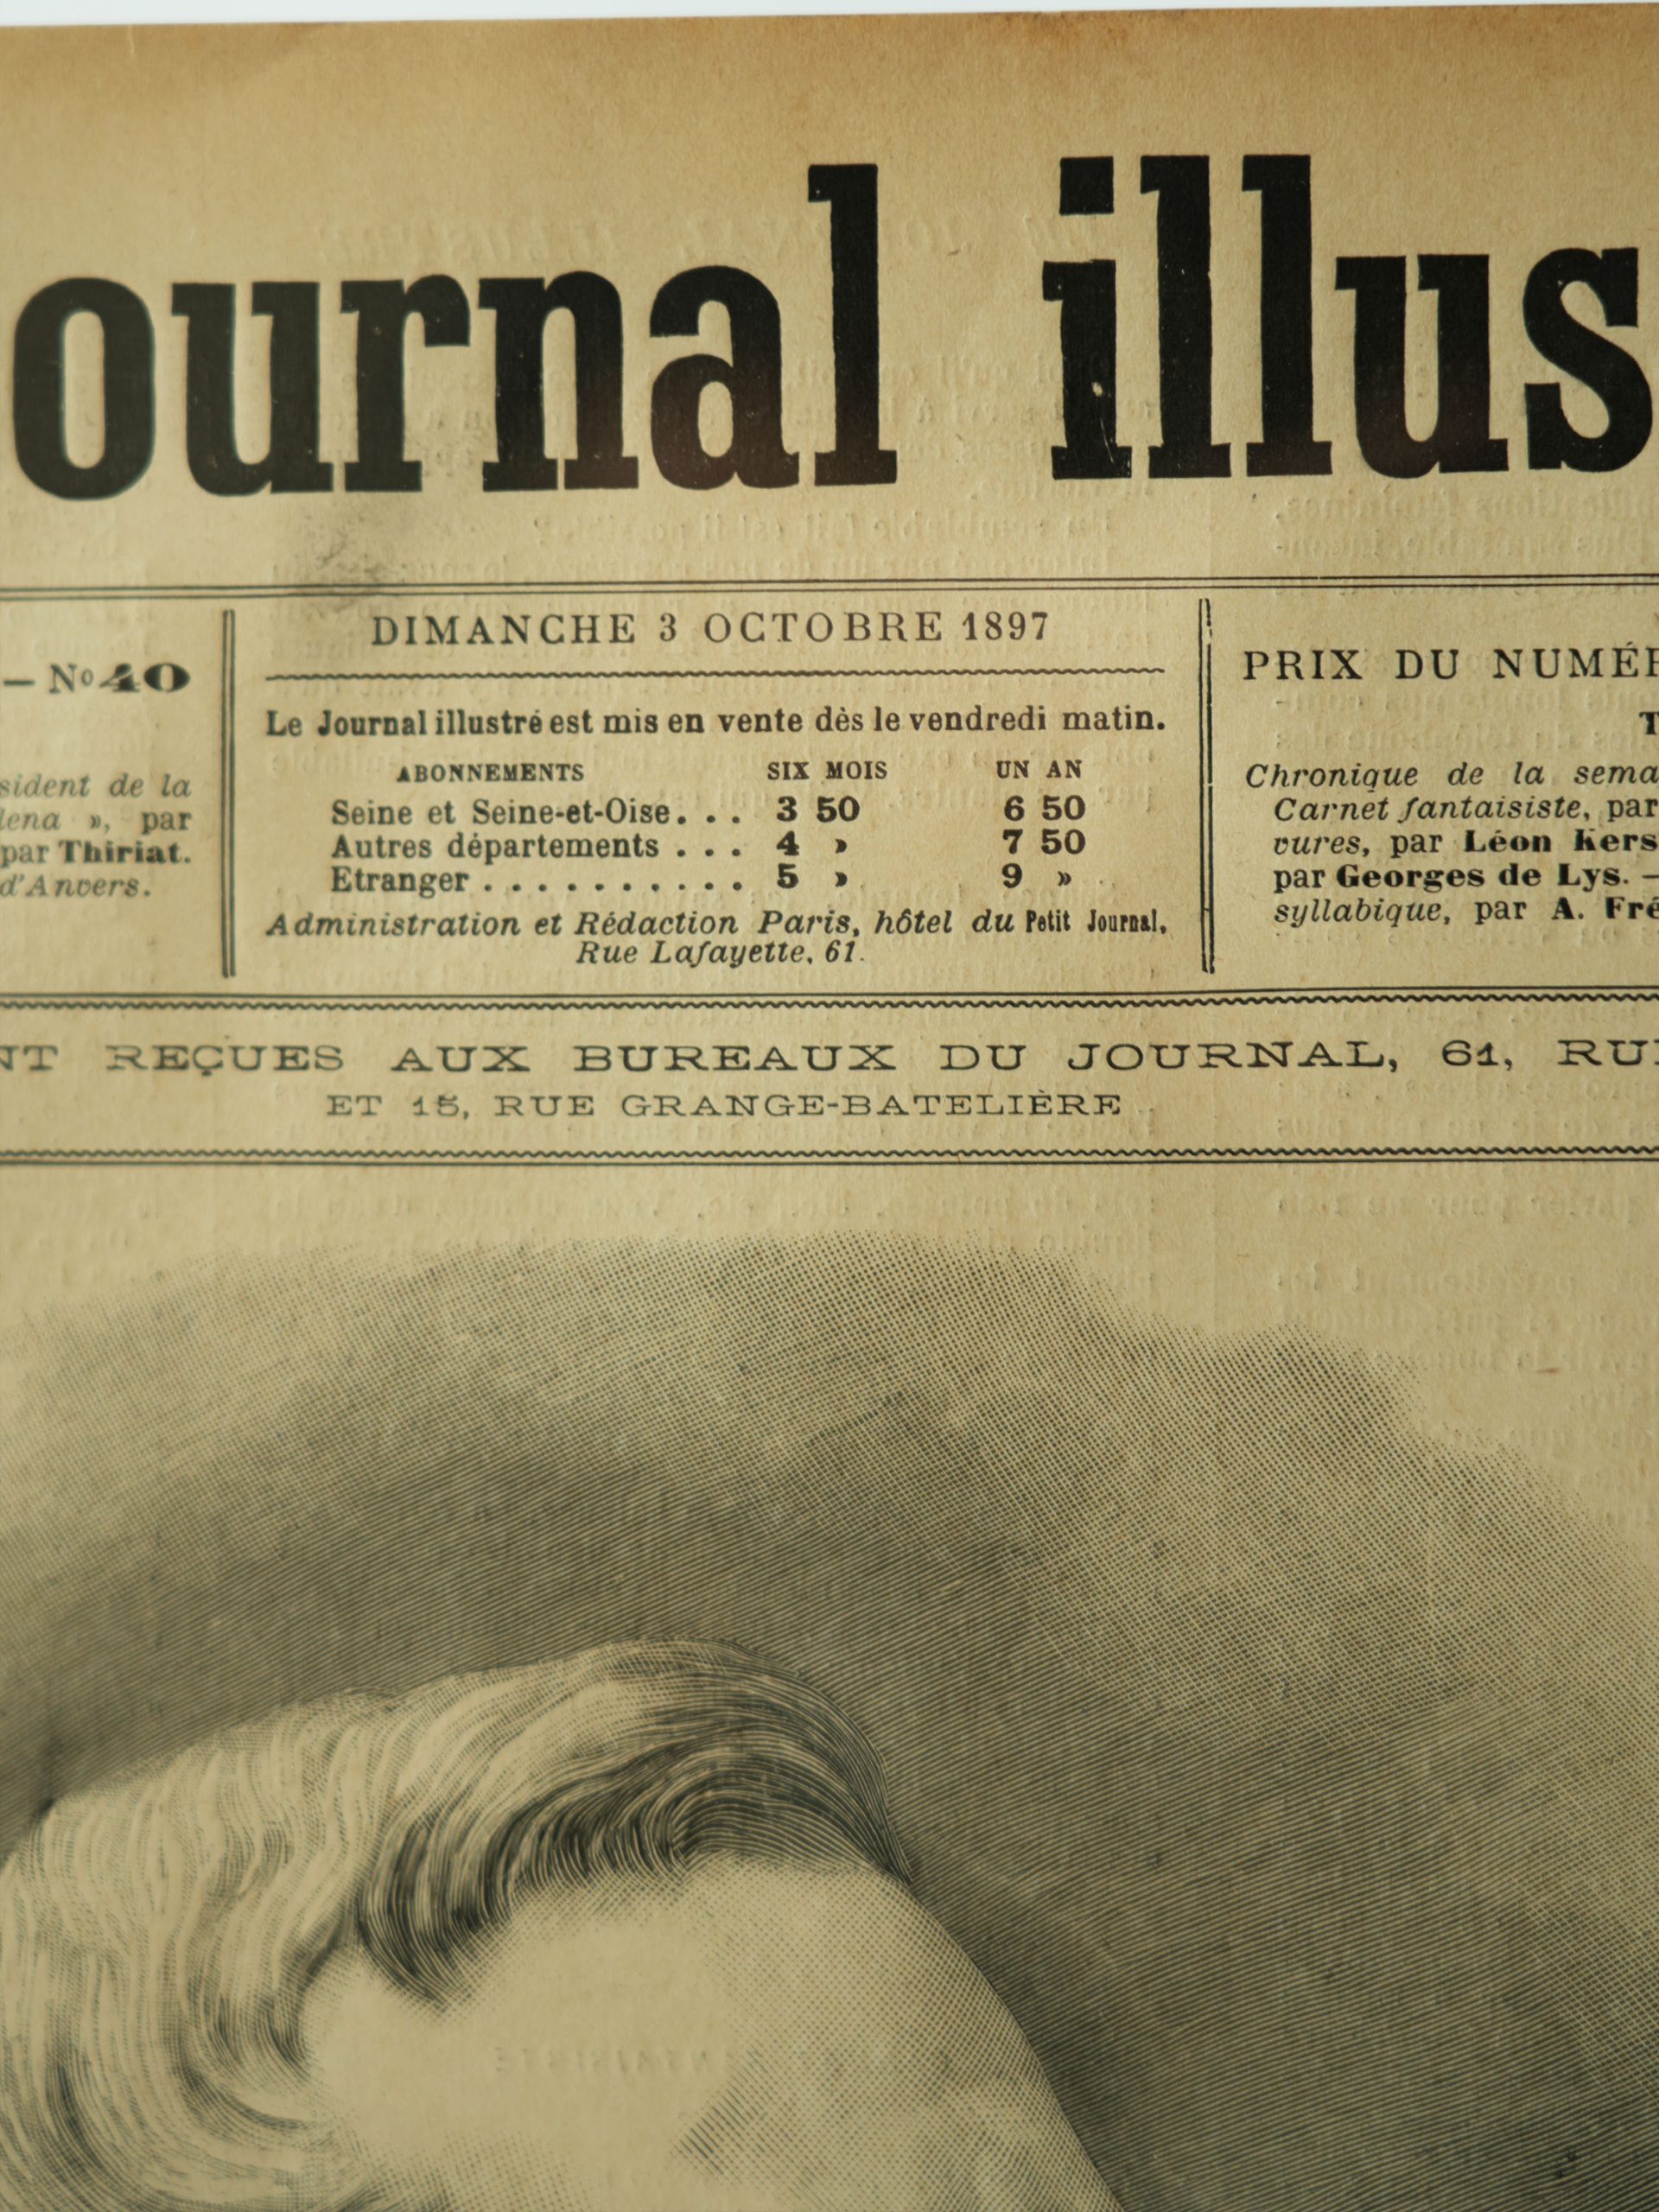 ournal illus
— Nº 40
sident de la
lena », par
par Thiriat.
d'Anvers.
DIMANCHE 3 OCTOBRE 1897
Le Journal illustré est mis en vente dès le vendredi matin.
ABONNEMENTS SIX MOIS UN AN
Seine et Seine-et-Oise. . . 3 50 6 50
Autres départements . . . 4 » 7 50
Etranger . . . . . . . . . . 5 » 9 »
Administration et Rédaction Paris, hôtel du Petit Journal,
Rue Lafayette, 61.
PRIX DU NUMÉR
T
Chronique de la sema
Carnet fantaisiste, par
vures, par Léon Kers
par Georges de Lys. —
syllabique, par A. Fré
NT REÇUES AUX BUREAUX DU JOURNAL, 61, RUE
ET 15, RUE GRANGE-BATELIÈRE